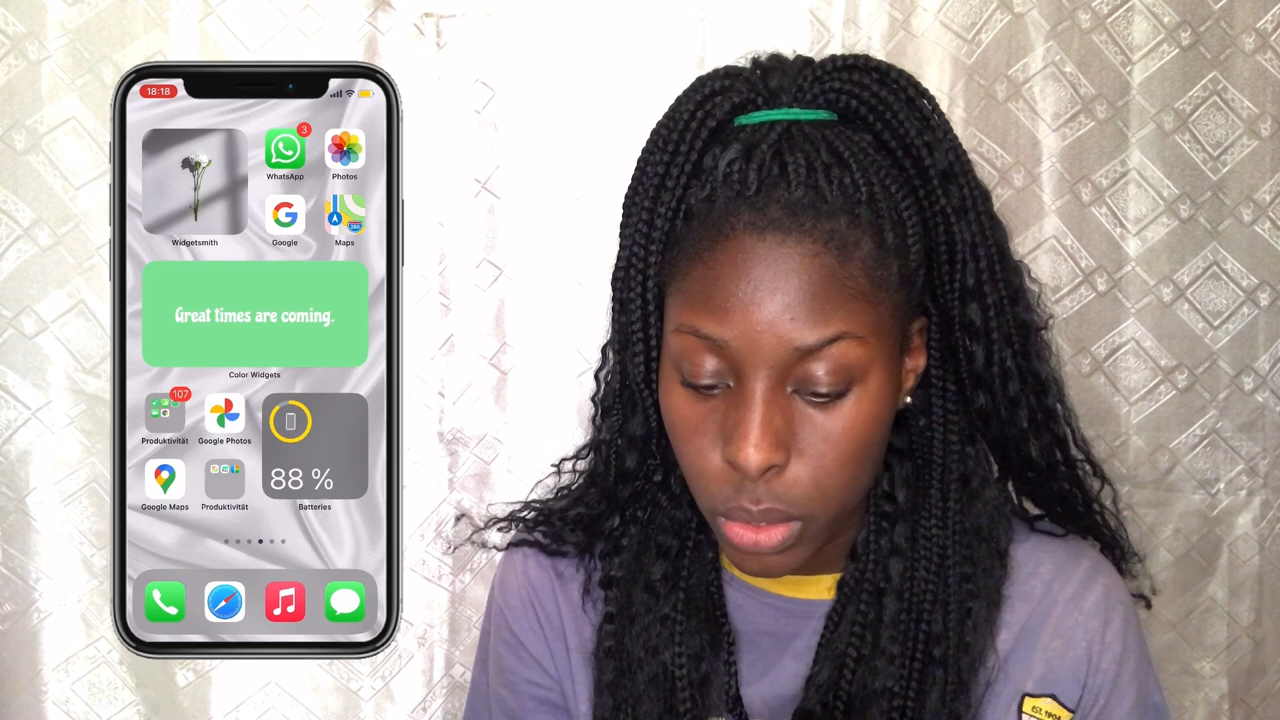 18:18
3
WhatsApp
Photos
G
280
Widgetsmith
Google
Maps
Great times are coming.
Color Widgets
107
Produktivität
Google Photos
88 %
Google Maps
Produktivität
Batteries
EST. 1904